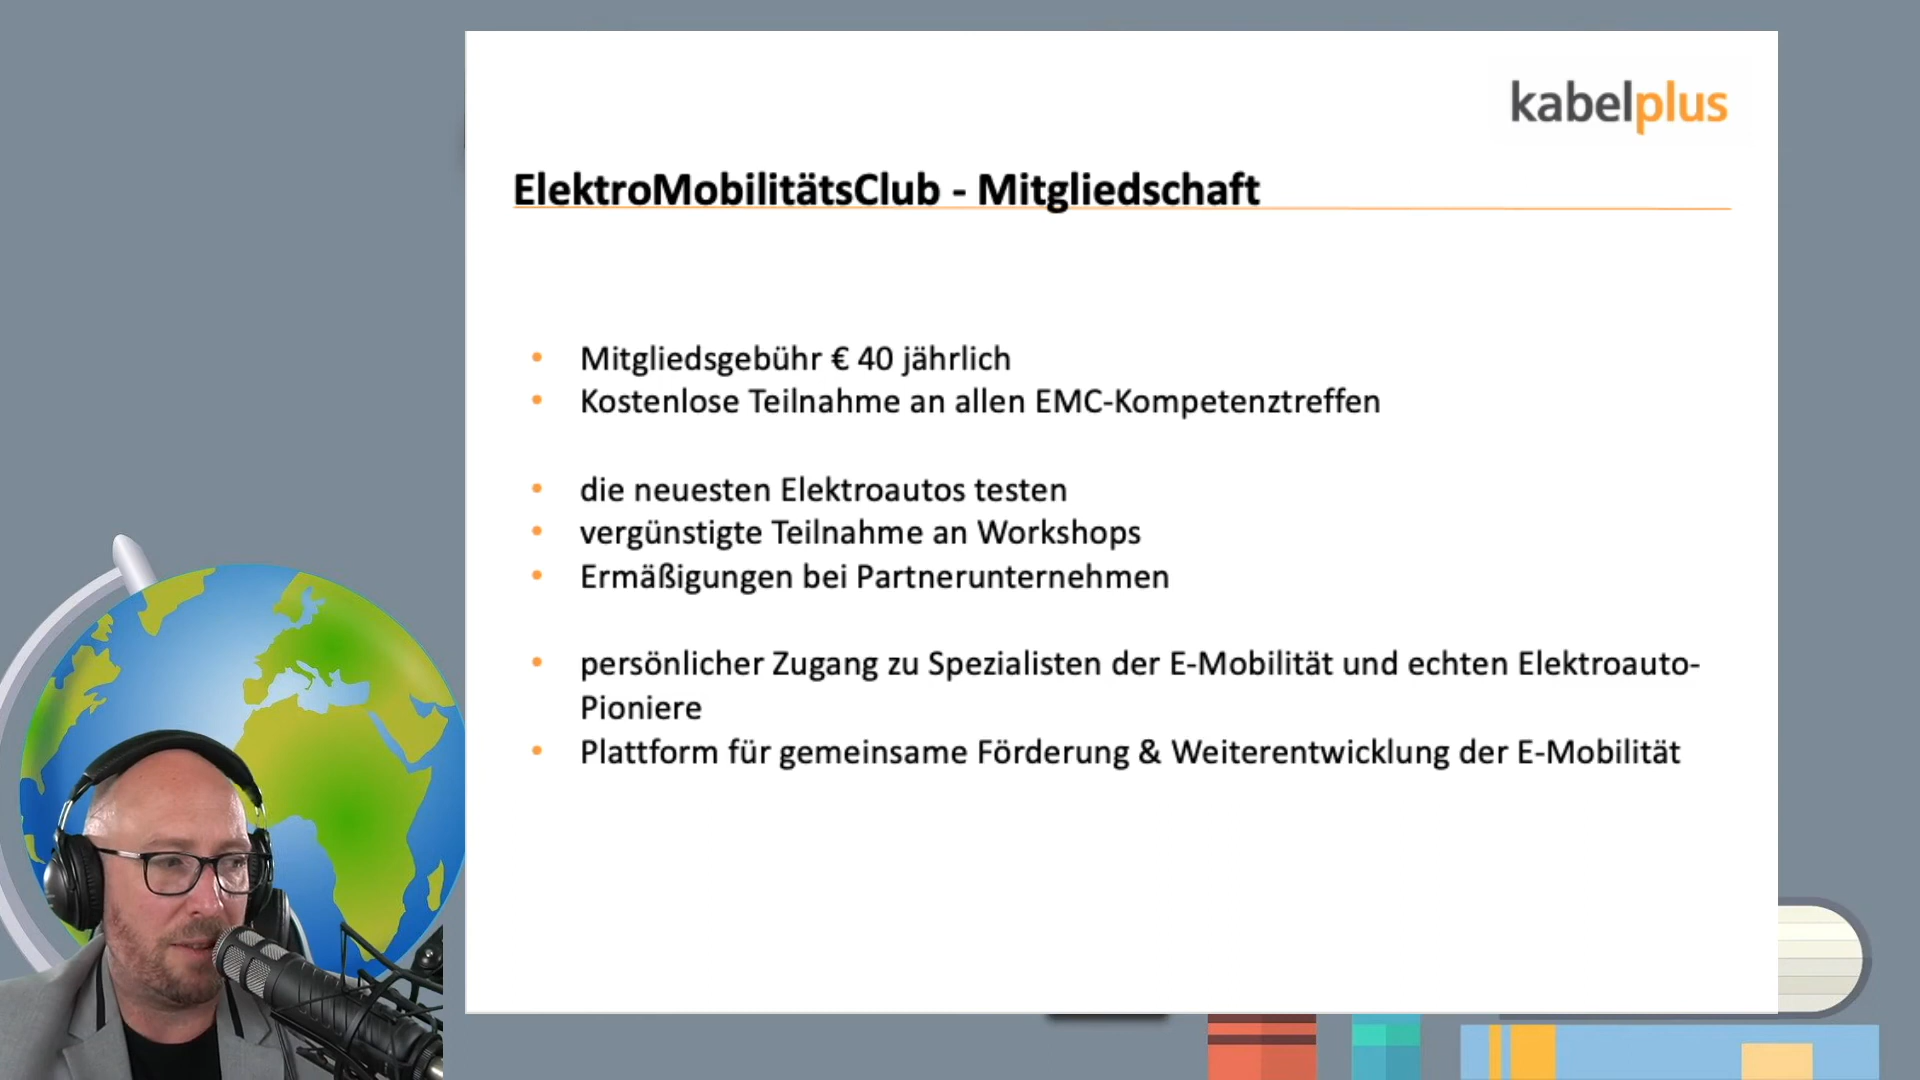 kabelplus
ElektroMobilitätsClub - Mitgliedschaft
• Mitgliedsgebühr € 40 jährlich
• Kostenlose Teilnahme an allen EMC-Kompetenztreffen
• die neuesten Elektroautos testen
• vergünstigte Teilnahme an Workshops
• Ermäßigungen bei Partnerunternehmen
• persönlicher Zugang zu Spezialisten der E-Mobilität und echten Elektroauto-
Pioniere
• Plattform für gemeinsame Förderung & Weiterentwicklung der E-Mobilität